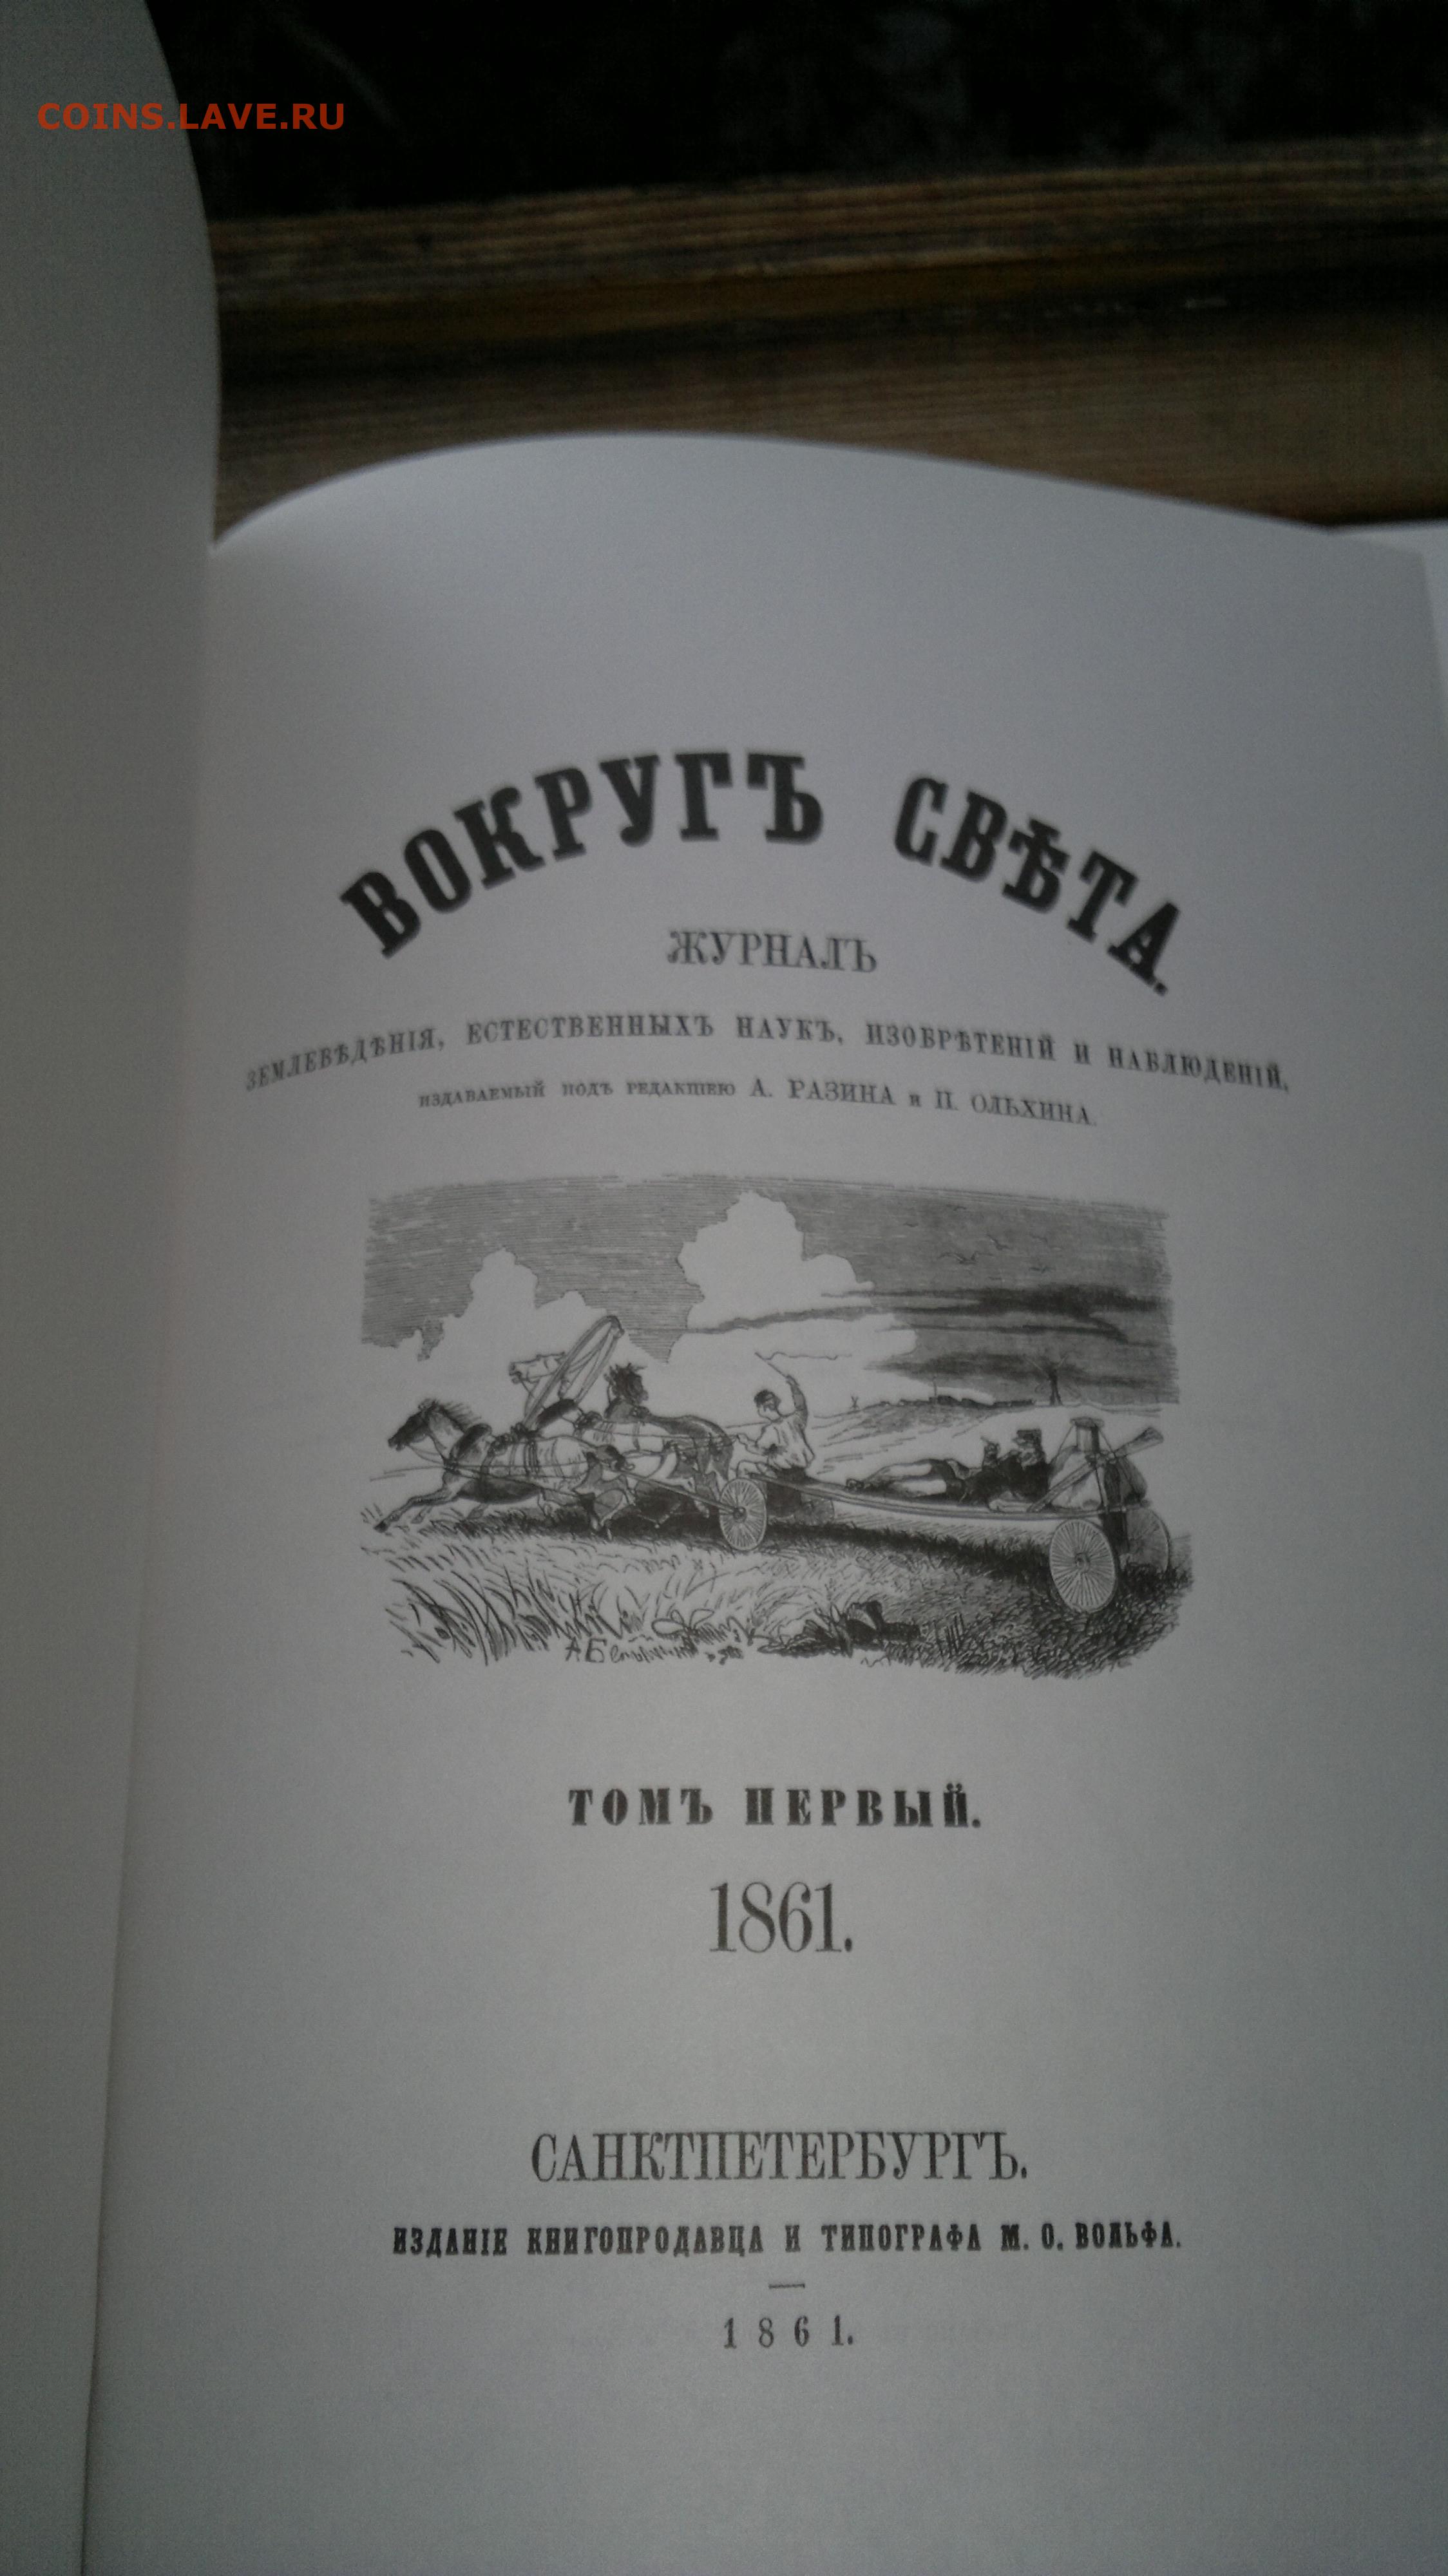 COINS.LAVE.RU
ВОКРУГЪ СВѢТА.
ЖУРНАЛЪ
ЗЕМЛЕВѢДѢНІЯ, ЕСТЕСТВЕННЫХЪ НАУКЪ, ИЗОБРѢТЕНІЙ И НАБЛЮДЕНІЙ,
ИЗДАВАЕМЫЙ ПОДЪ РЕДАКЦІЕЮ А. РАЗИНА и П. ОЛЬХИНА.
ТОМЪ ПЕРВЫЙ.
1861.
САНКТПЕТЕРБУРГЪ.
ИЗДАНІЕ КНИГОПРОДАВЦА И ТИПОГРАФА М. О. ВОЛЬФА.
1861.